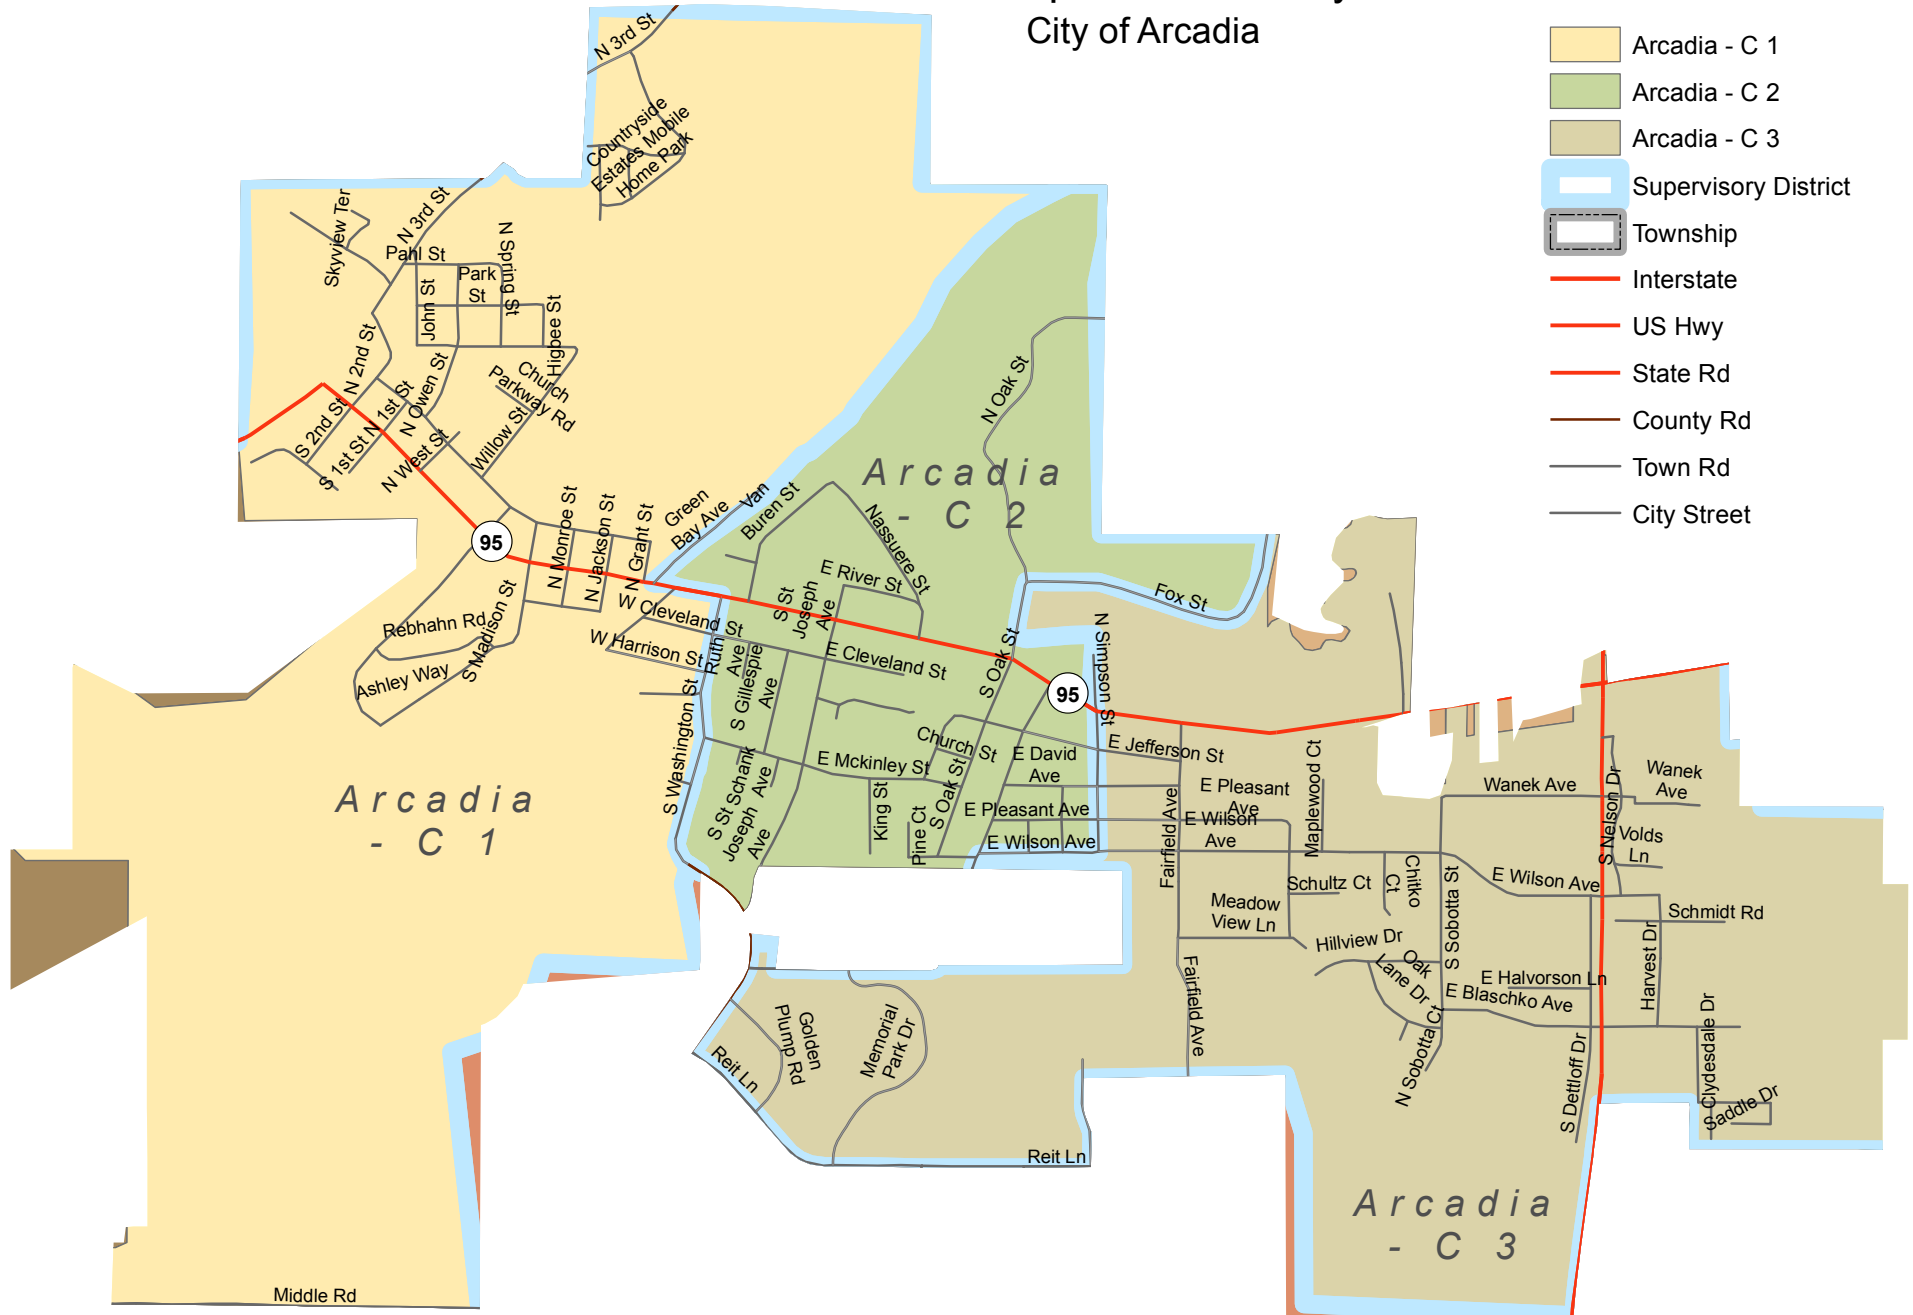 City of Arcadia
Arcadia - C 1
Arcadia - C 2
Arcadia - C 3
Supervisory District
Township
Interstate
US Hwy
State Rd
County Rd
Town Rd
City Street
N 3rd St
Countryside
Estates Mobile
Home Park
Skyview Ter
N 3rd St
Pahl St
Park
St
N Spring St
John St
Higbee St
N 2nd St
N Owen St
Church
Parkway Rd
S 2nd St
N 1st St
S 1st St
N West St
Willow St
95
N Monroe St
N Jackson St
N Grant St
Green
Bay Ave
Van
Buren St
Nassuere St
N Oak St
Arcadia
- C 2
E River St
S St
Joseph
Ave
Fox St
Rebhahn Rd
Ashley Way
S Madison St
W Cleveland St
W Harrison St
Ruth
Ave
S Gillespie
Ave
E Cleveland St
S Oak St
95
N Simpson St
S Washington St
E Mckinley St
Church St
E David
Ave
E Jefferson St
S St
Joseph
Ave
Schank
Ave
King St
Pine Ct
S Oak St
E Pleasant Ave
E Wilson Ave
E Pleasant
Ave
E Wilson
Ave
Fairfield Ave
Maplewood Ct
Wanek Ave
Wanek
Ave
S Nelson Dr
Volds
Ln
Arcadia
- C 1
Schultz Ct
Chitko
Ct
S Sobotta St
E Wilson Ave
Schmidt Rd
Meadow
View Ln
Hillview Dr
Oak
Lane Dr
E Halvorson Ln
E Blaschko Ave
Harvest Dr
Fairfield Ave
N Sobotta Ct
S Dettloff Dr
Clydesdale Dr
Saddle Dr
Golden
Plump Rd
Memorial
Park Dr
Reit Ln
Reit Ln
Arcadia
- C 3
Middle Rd